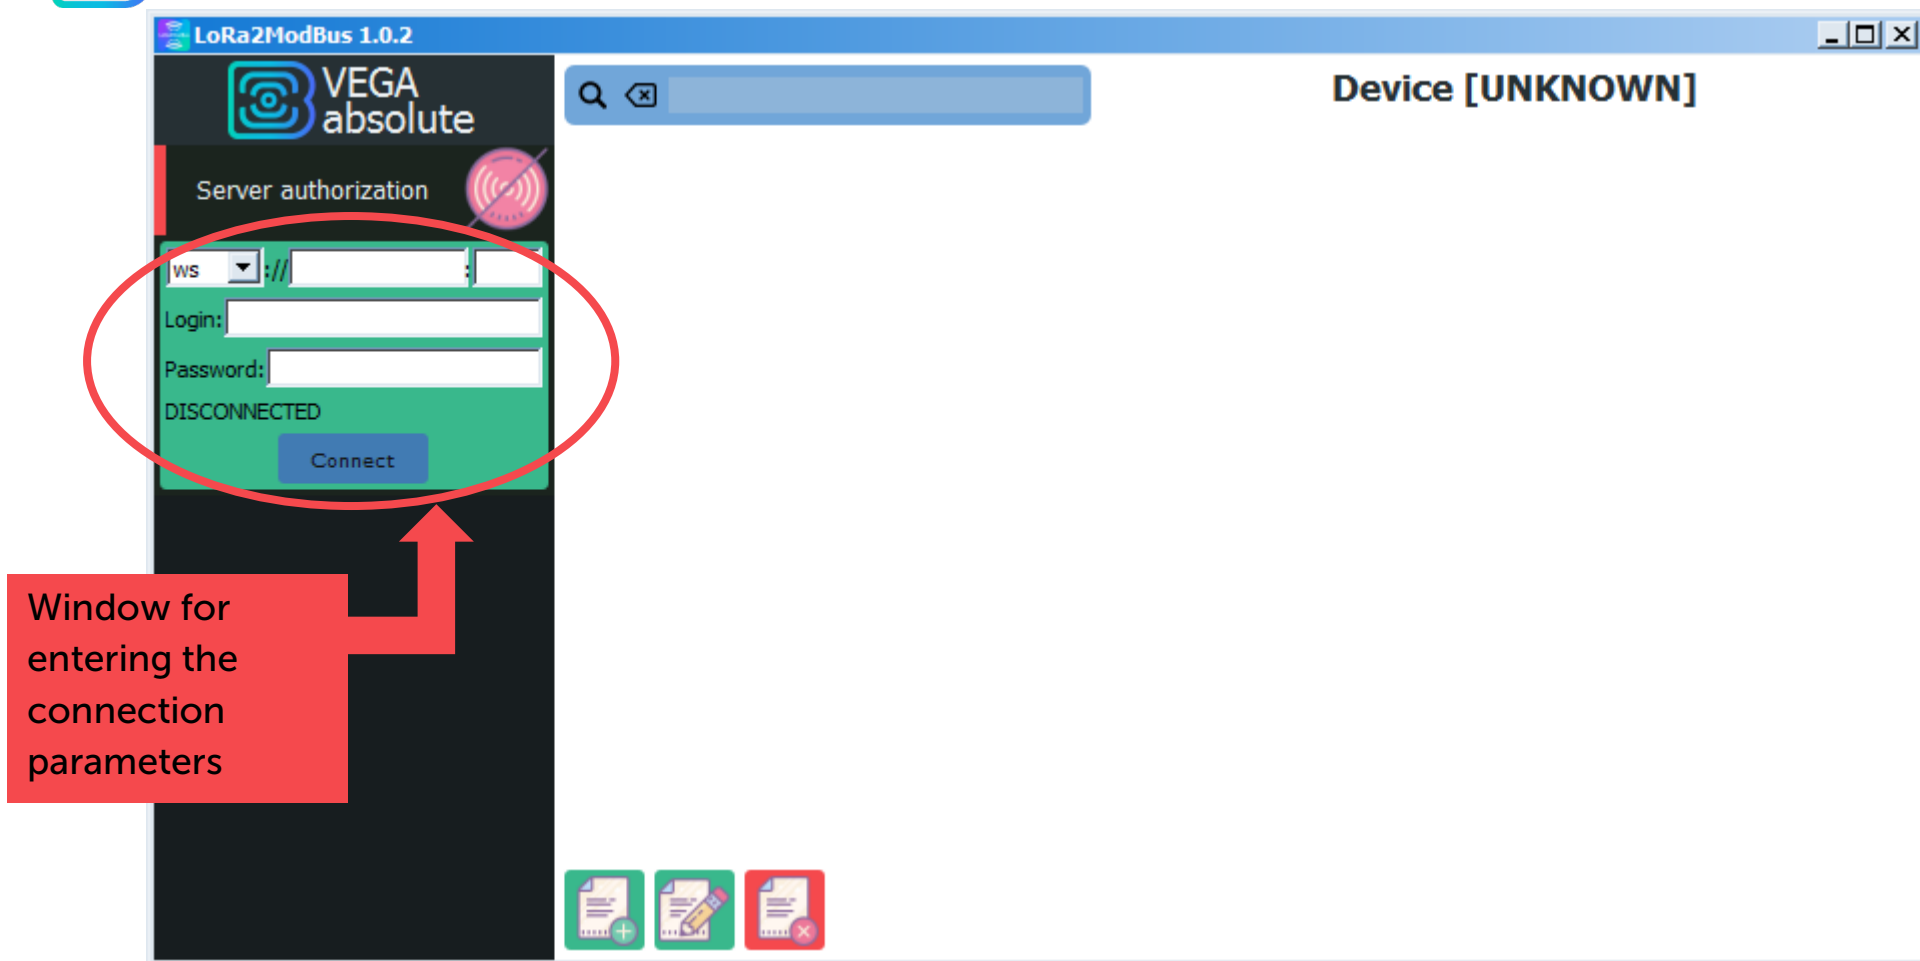 LoRa2ModBus 1.0.2
VEGA
absolute
Device [UNKNOWN]
Server authorization
ws :// :
Login:
Password:
DISCONNECTED
Connect
Window for
entering the
connection
parameters